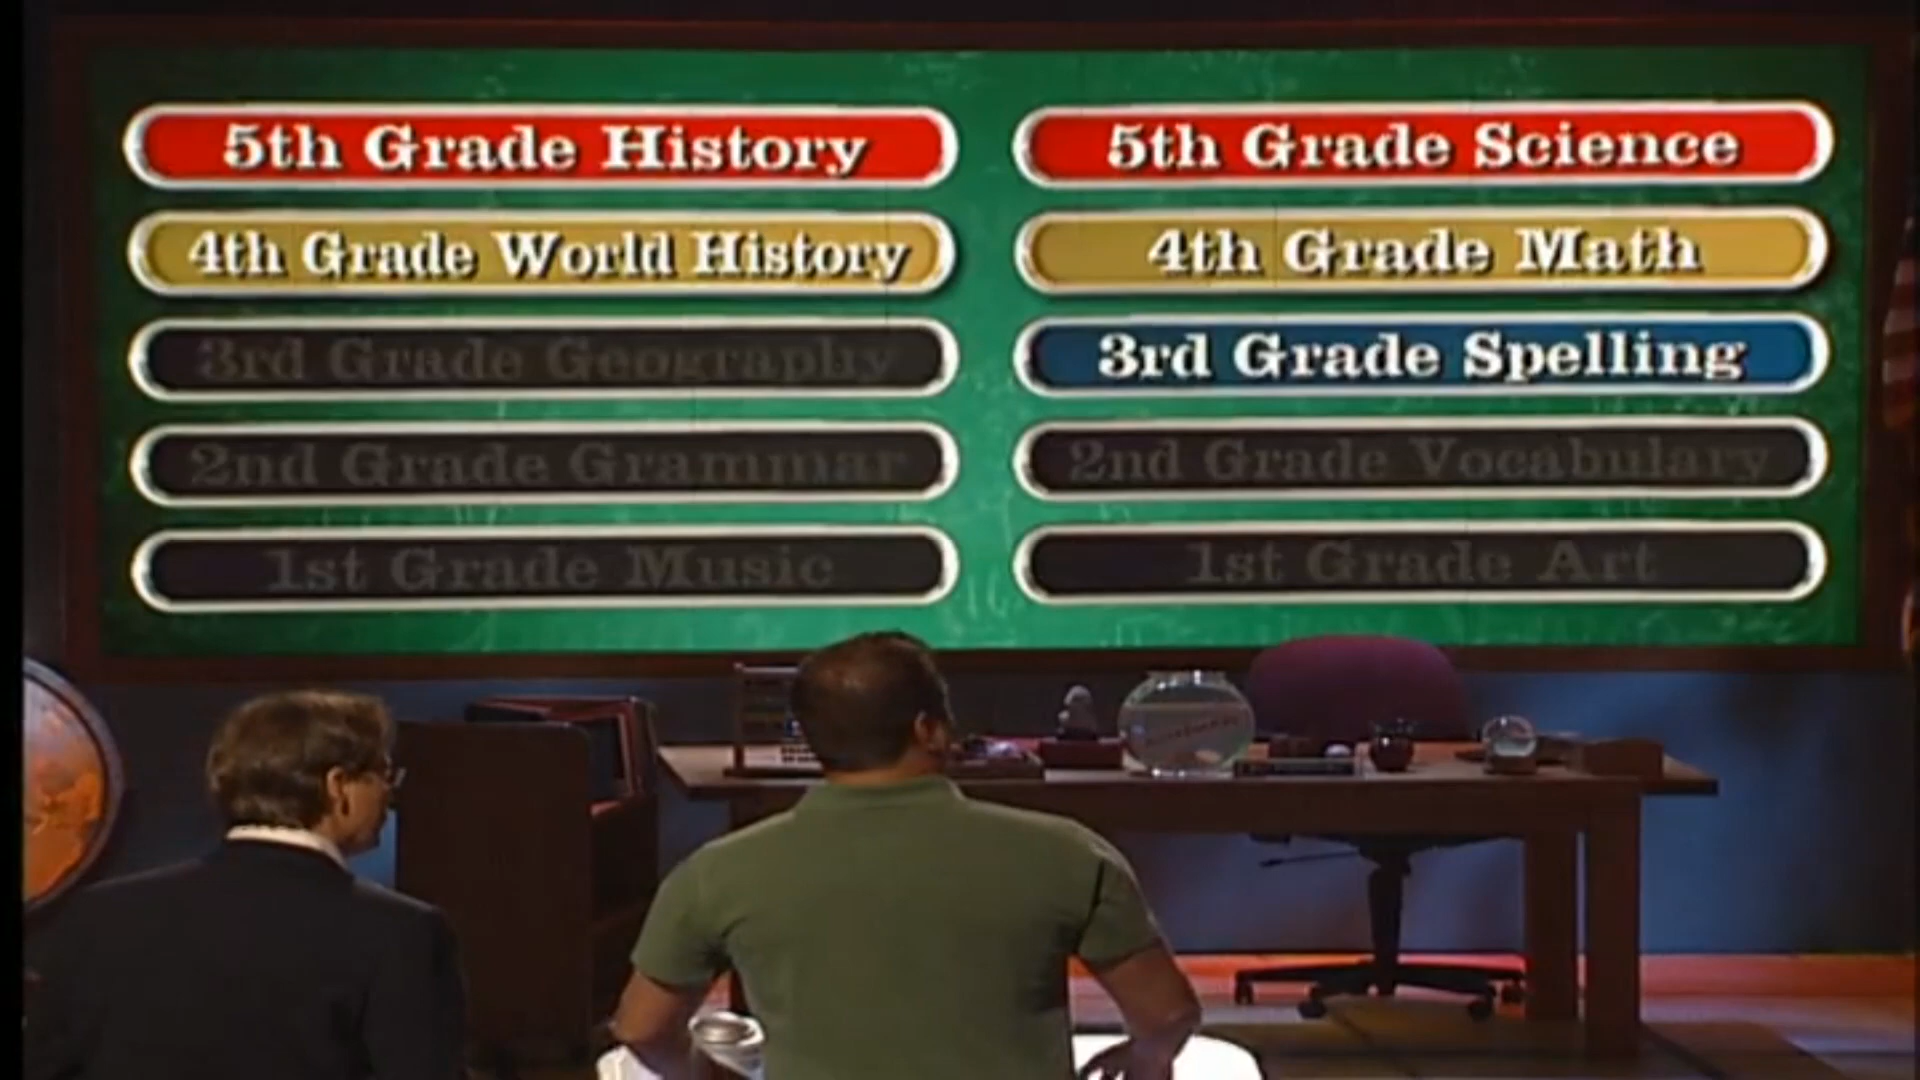 5th Grade History
5th Grade Science
4th Grade World History
4th Grade Math
3rd Grade Geography
3rd Grade Spelling
2nd Grade Grammar
2nd Grade Vocabulary
1st Grade Music
1st Grade Art